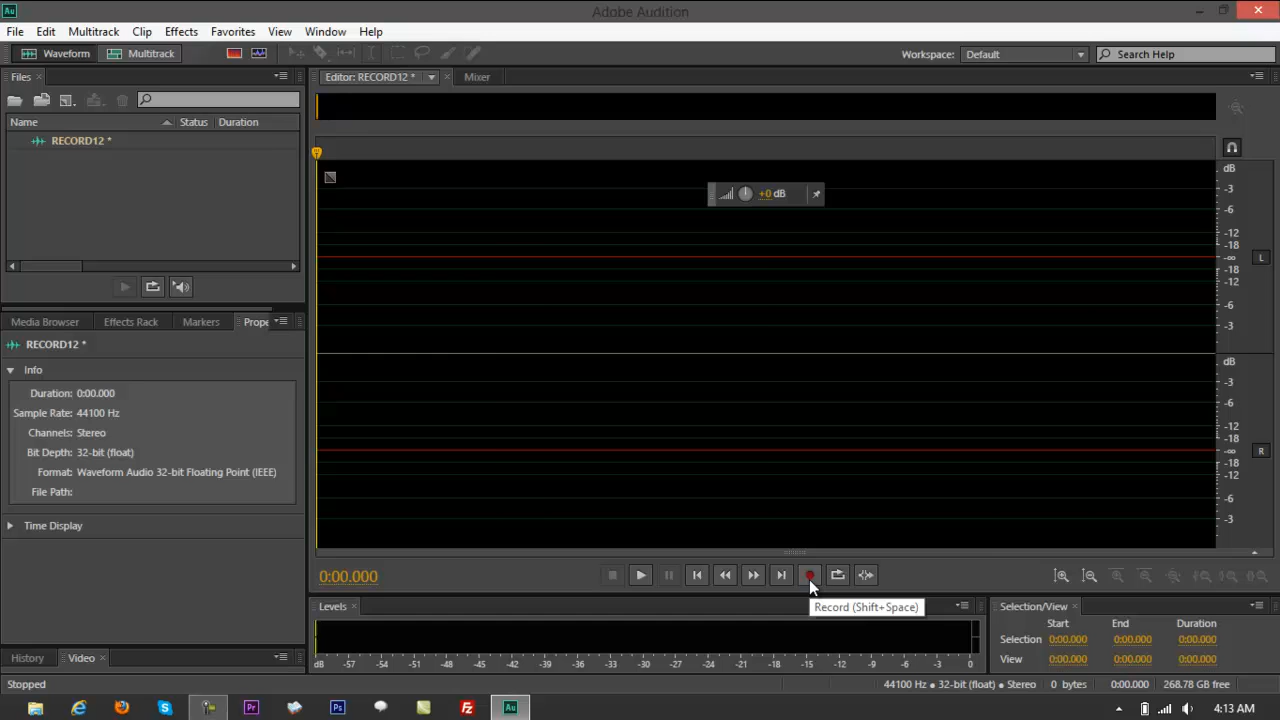 Au
Adobe Audition
File Edit Multitrack Clip Effects Favorites View Window Help
Waveform Multitrack Workspace: Default Search Help
Files Editor: RECORD12 * Mixer
Name Status Duration
RECORD12 *
+0 dB
dB
-3
-6
-12
-18
-∞
-18
-12
-6
-3
L
dB
-3
-6
-12
-18
-∞
-18
-12
-6
-3
R
Media Browser Effects Rack Markers Prope
RECORD12 *
Info
Duration: 0:00.000
Sample Rate: 44100 Hz
Channels: Stereo
Bit Depth: 32-bit (float)
Format: Waveform Audio 32-bit Floating Point (IEEE)
File Path:
Time Display
0:00.000
Record (Shift+Space)
Levels
dB -57 -54 -51 -48 -45 -42 -39 -36 -33 -30 -27 -24 -21 -18 -15 -12 -9 -6 -3 0
Selection/View
Start End Duration
Selection 0:00.000 0:00.000 0:00.000
View 0:00.000 0:00.000 0:00.000
History Video
Stopped 44100 Hz ● 32-bit (float) ● Stereo 0 bytes 0:00.000 268.78 GB free
Pr Ps Fz Au 4:13 AM